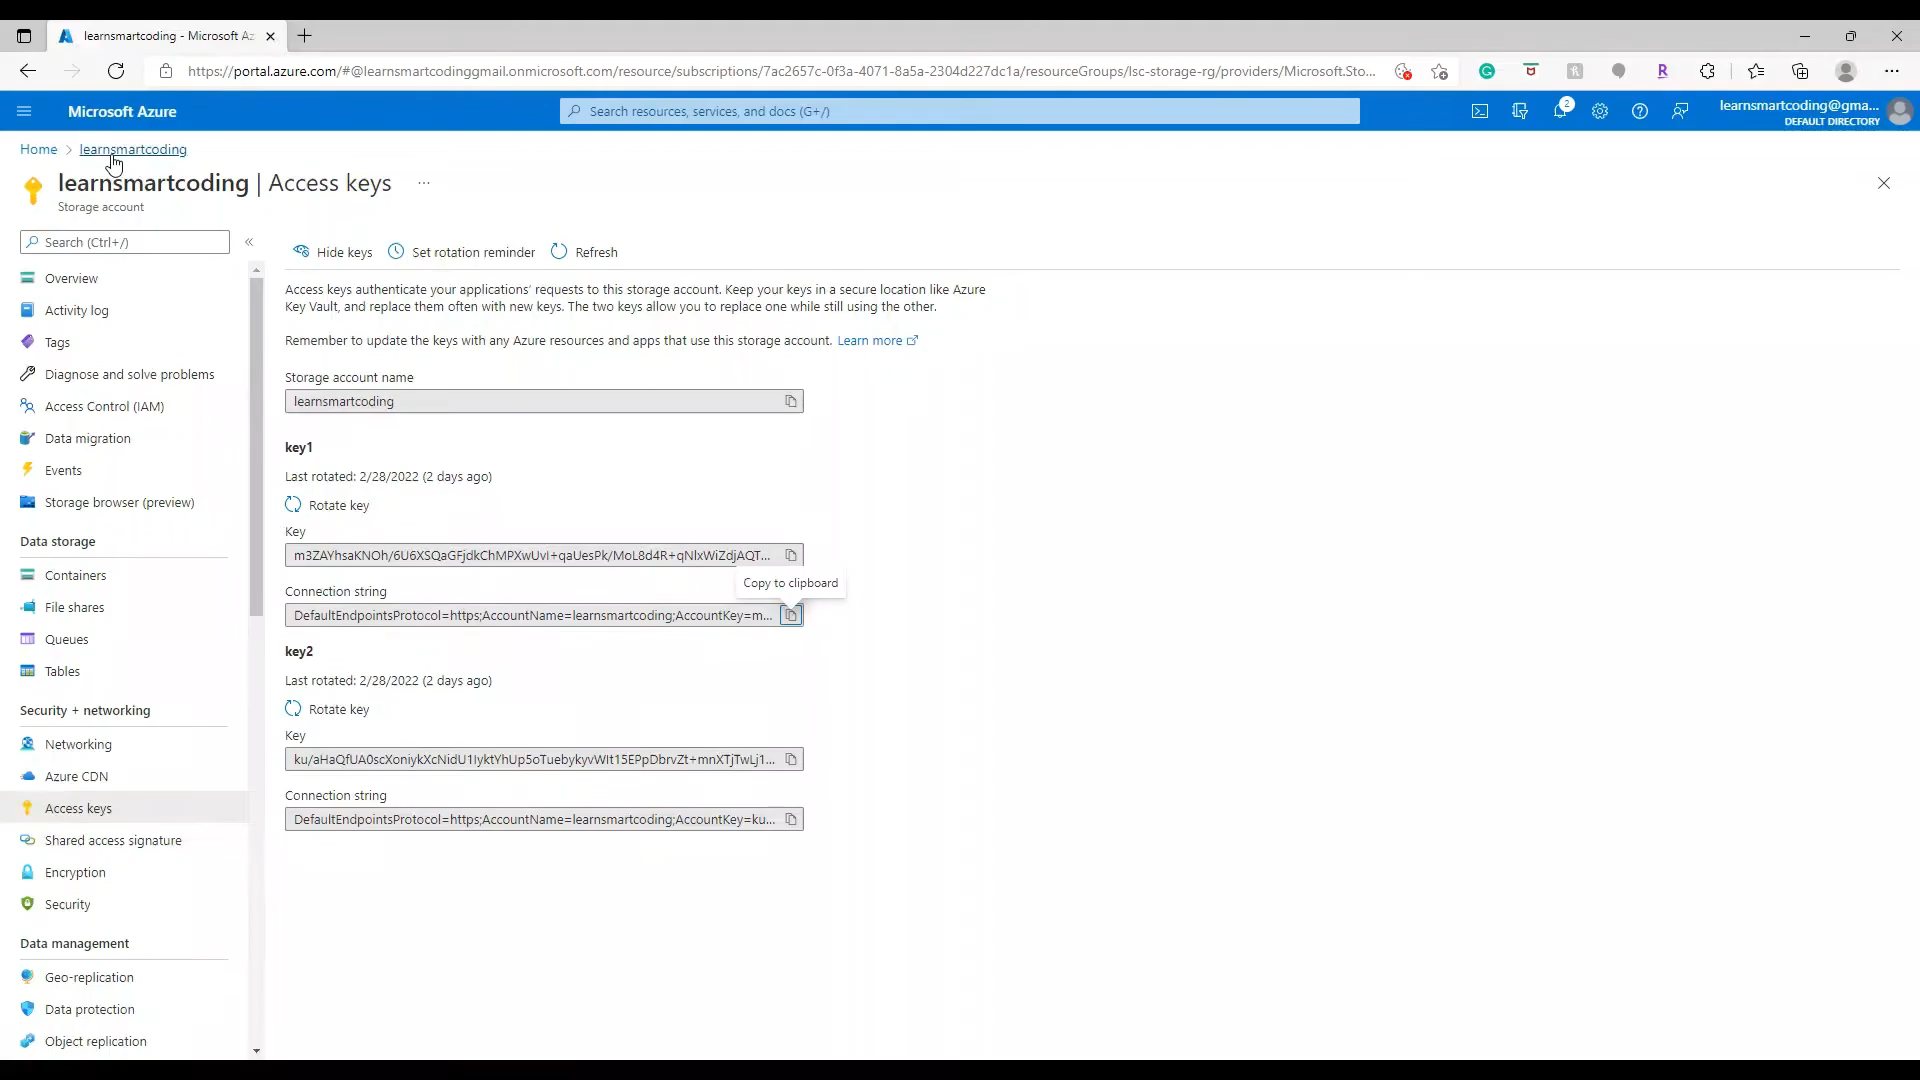 learnsmartcoding - Microsoft Az
https://portal.azure.com/#@learnsmartcodinggmail.onmicrosoft.com/resource/subscriptions/7ac2657c-0f3a-4071-8a5a-2304d227dc1a/resourceGroups/lsc-storage-rg/providers/Microsoft.Sto...
Microsoft Azure
Search resources, services, and docs (G+/)
2
learnsmartcoding@gma...
DEFAULT DIRECTORY
Home > learnsmartcoding
learnsmartcoding | Access keys ...
Storage account
Search (Ctrl+/)
«
Overview
Activity log
Tags
Diagnose and solve problems
Access Control (IAM)
Data migration
Events
Storage browser (preview)
Data storage
Containers
File shares
Queues
Tables
Security + networking
Networking
Azure CDN
Access keys
Shared access signature
Encryption
Security
Data management
Geo-replication
Data protection
Object replication
Hide keys
Set rotation reminder
Refresh
Access keys authenticate your applications' requests to this storage account. Keep your keys in a secure location like Azure
Key Vault, and replace them often with new keys. The two keys allow you to replace one while still using the other.
Remember to update the keys with any Azure resources and apps that use this storage account. Learn more
Storage account name
learnsmartcoding
key1
Last rotated: 2/28/2022 (2 days ago)
Rotate key
Key
Copy to clipboard
Connection string
DefaultEndpointsProtocol=https;AccountName=learnsmartcoding;AccountKey=m...
key2
Last rotated: 2/28/2022 (2 days ago)
Rotate key
Key
Connection string
DefaultEndpointsProtocol=https;AccountName=learnsmartcoding;AccountKey=ku...